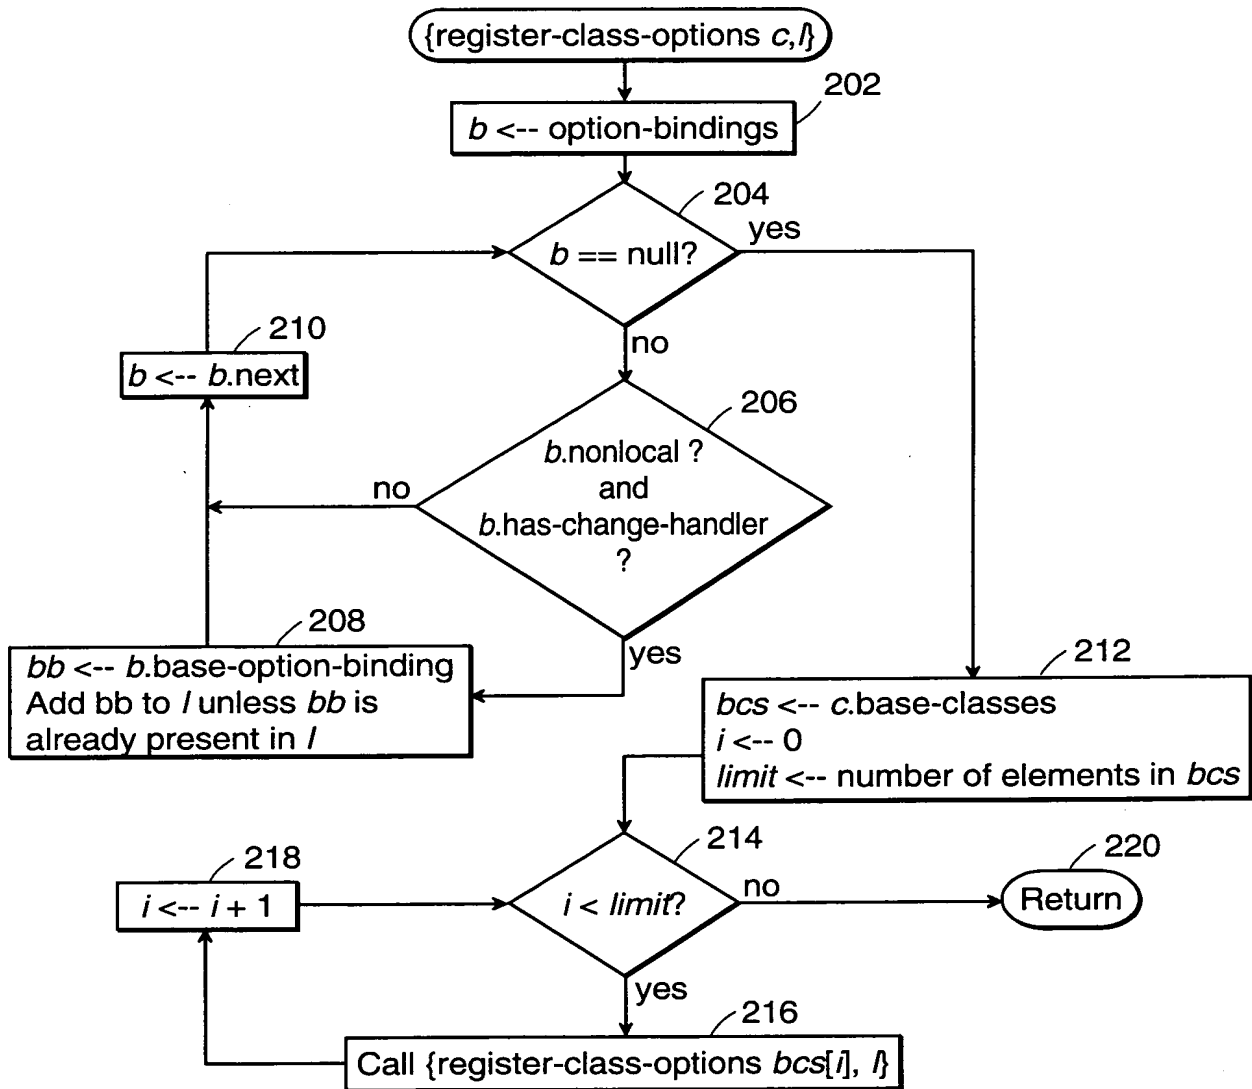 {register-class-options c,l}
202
b <-- option-bindings
204
yes
b == null?
210
no
b <-- b.next
206
b.nonlocal ?
and
no
b.has-change-handler
?
208
yes
bb <-- b.base-option-binding
Add bb to l unless bb is
already present in l
212
bcs <-- c.base-classes
i <-- 0
limit <-- number of elements in bcs
214
218
220
no
i <-- i + 1
i < limit?
Return
yes
216
Call {register-class-options bcs[i], l}